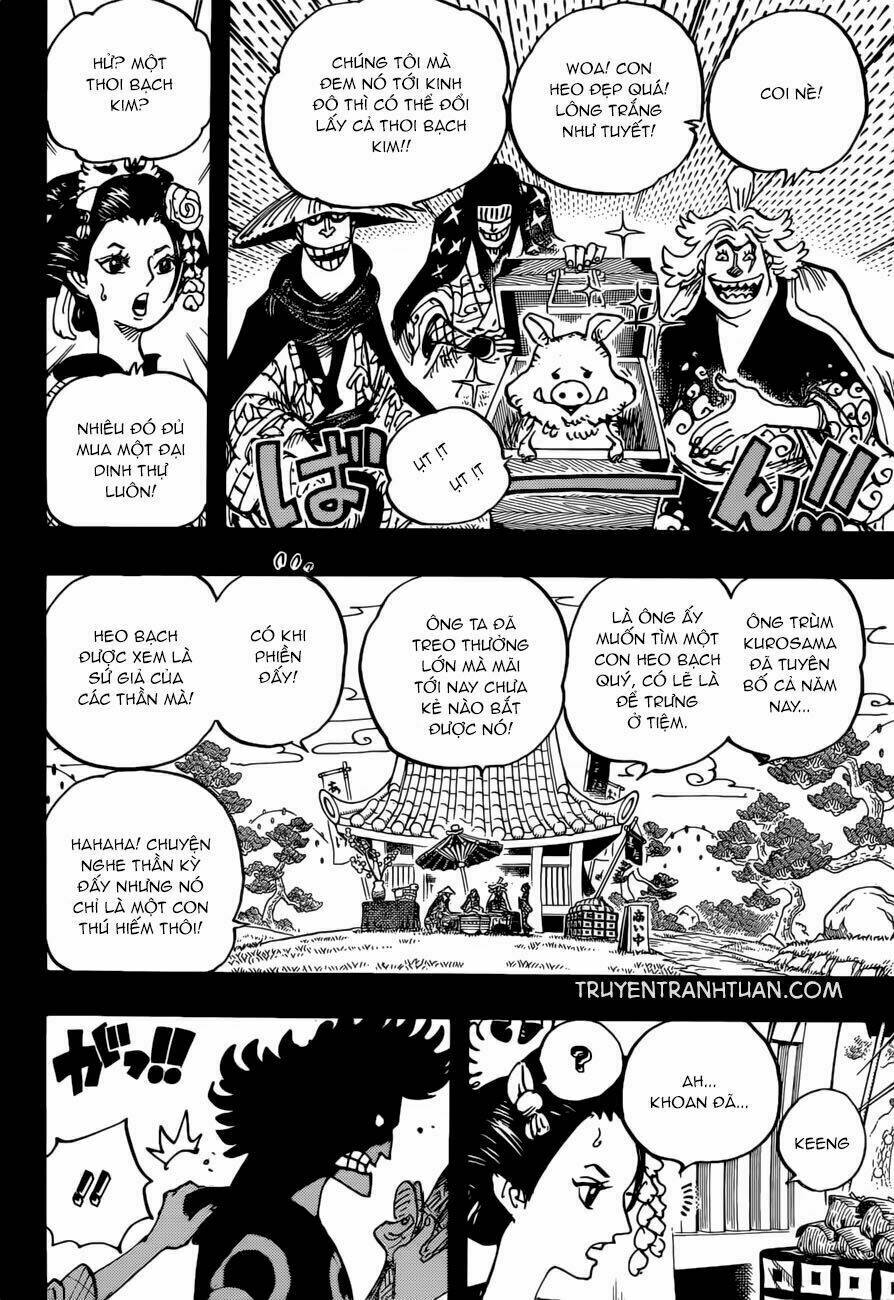 COI NÈ!
WOA! CON
HEO ĐẸP QUÁ!
LÔNG TRẮNG
NHƯ TUYẾT!
CHÚNG TÔI MÀ
ĐEM NÓ TỚI KINH
ĐÔ THÌ CÓ THỂ ĐỔI
LẤY CẢ THOI BẠCH
KIM!!
ỤT ỊT
ỤT ỊT
ばーん!!
HỬ? MỘT
THOI BẠCH
KIM?
NHIÊU ĐÓ ĐỦ
MUA MỘT ĐẠI
DINH THỰ
LUÔN!
ÔNG TRÙM
KUROSAMA
ĐÃ TUYÊN
BỐ CẢ NĂM
NAY...
LÀ ÔNG ẤY
MUỐN TÌM MỘT
CON HEO BẠCH
QUÝ, CÓ LẼ LÀ
ĐỂ TRƯNG
Ở TIỆM.
ÔNG TA ĐÃ
TREO THƯỞNG
LỚN MÀ MÃI
TỚI NAY CHƯA
KẺ NÀO BẮT
ĐƯỢC NÓ!
CÓ KHI
PHIỀN
ĐẤY!
HEO BẠCH
ĐƯỢC XEM LÀ
SỨ GIẢ CỦA
CÁC THẦN MÀ!
HAHAHA! CHUYỆN
NGHE THẦN KỲ
ĐẤY NHƯNG NÓ
CHỈ LÀ MỘT CON
THÚ HIẾM THÔI!
TRUYENTRANHTUAN.COM
KEENG
AH...
KHOAN ĐÃ...
?
ガッ!!
!!